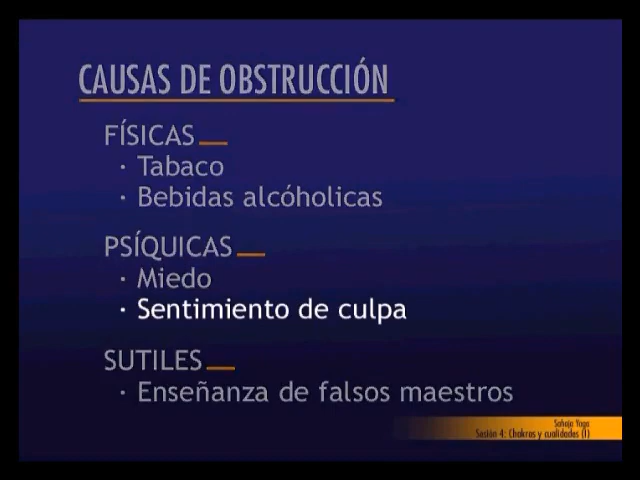 CAUSAS DE OBSTRUCCIÓN
FÍSICAS
· Tabaco
· Bebidas alcóholicas
PSÍQUICAS
· Miedo
· Sentimiento de culpa
SUTILES
· Enseñanza de falsos maestros
Sahaja Yoga
Sesión 4: Chakras y cualidades (I)